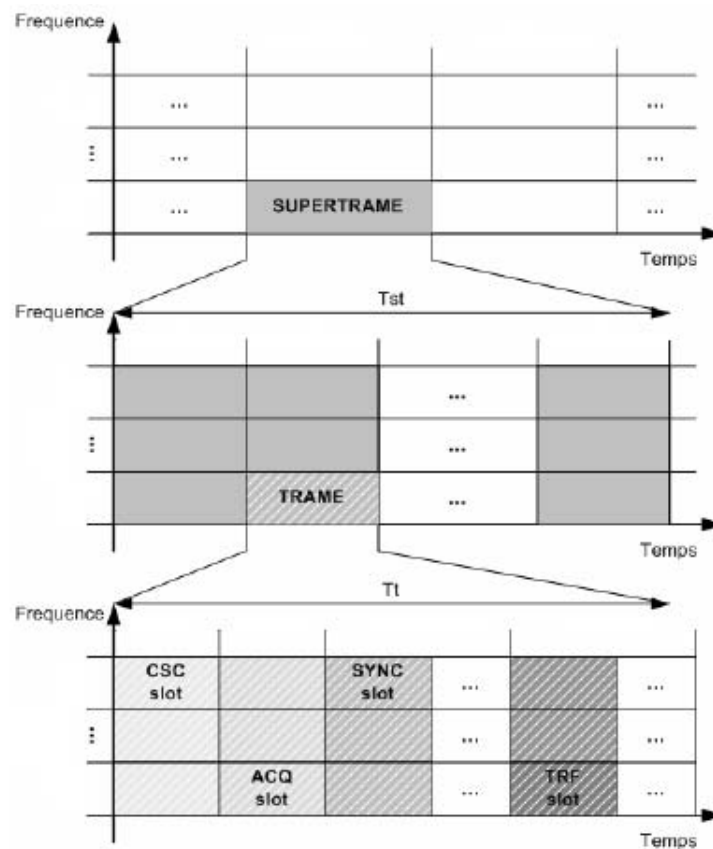 Frequence
... ...
... ...
...
... SUPERTRAME ...
Temps
Tst
Frequence
...
...
...
TRAME ...
Temps
Tt
Frequence
CSC slot SYNC slot ... ...
...
... ...
ACQ slot ... TRF slot ...
Temps